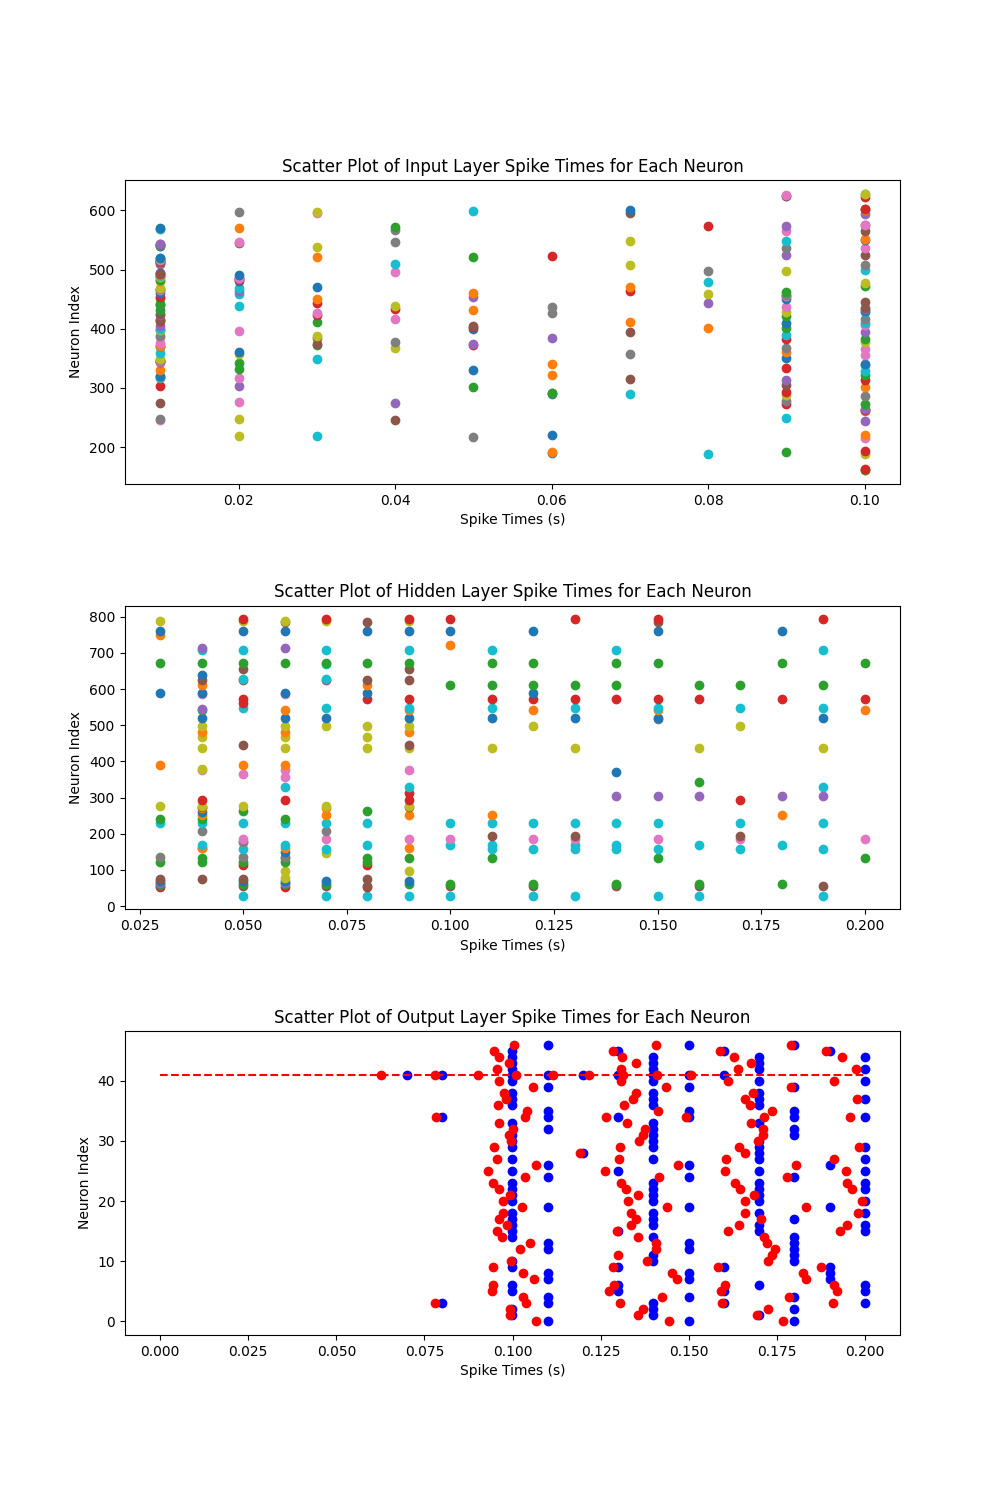 Scatter Plot of Input Layer Spike Times for Each Neuron
600
500
400
300
200
Neuron Index
0.02 0.04 0.06 0.08 0.10
Spike Times (s)
Scatter Plot of Hidden Layer Spike Times for Each Neuron
800
700
600
500
400
300
200
100
0
Neuron Index
0.025 0.050 0.075 0.100 0.125 0.150 0.175 0.200
Spike Times (s)
Scatter Plot of Output Layer Spike Times for Each Neuron
40
30
20
10
0
Neuron Index
0.000 0.025 0.050 0.075 0.100 0.125 0.150 0.175 0.200
Spike Times (s)